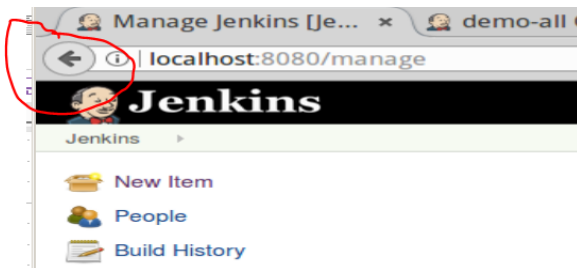 Manage Jenkins [Je... × demo-all
localhost:8080/manage
Jenkins
Jenkins
New Item
People
Build History